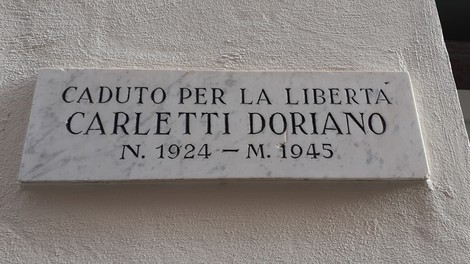 CADUTO PER LA LIBERTÀ
CARLETTI DORIANO
N. 1924 – M. 1945